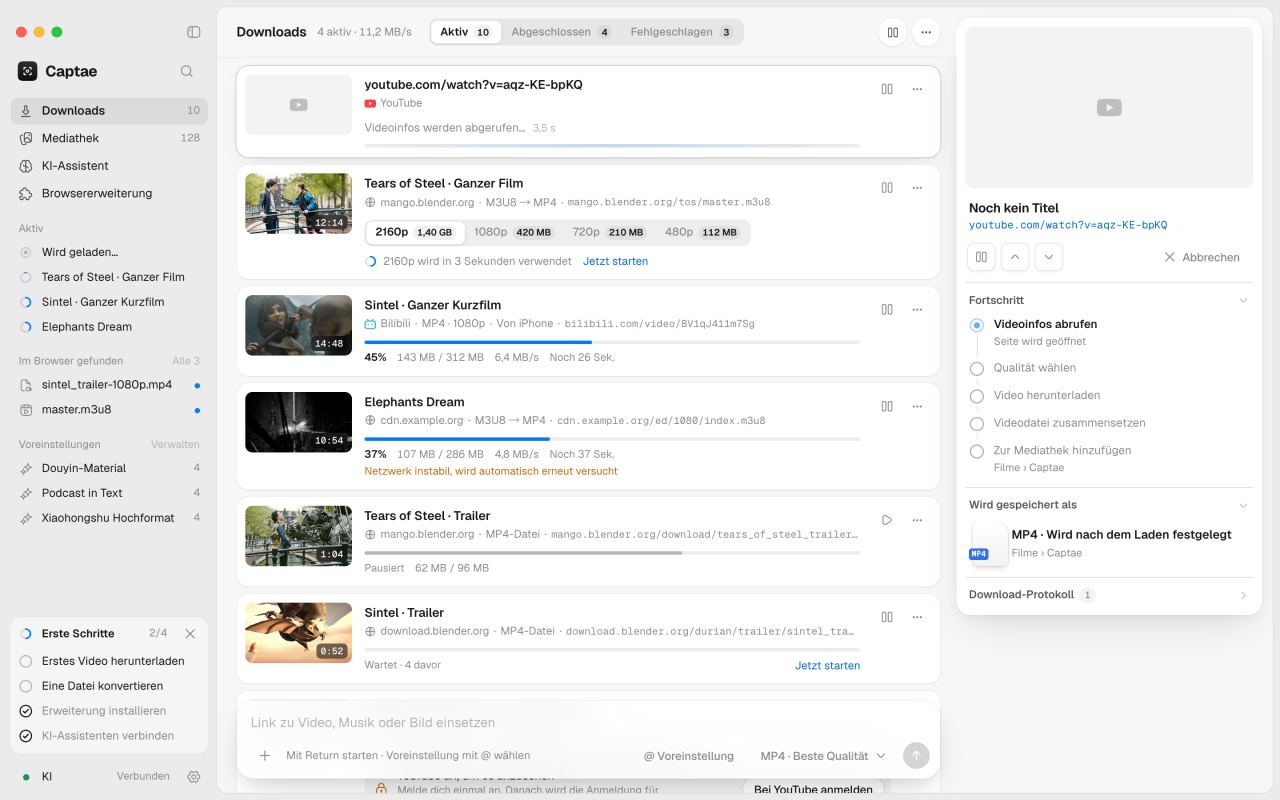 Captae
Downloads 10
Mediathek 128
KI-Assistent
Browsererweiterung
Aktiv
Wird geladen…
Tears of Steel · Ganzer Film
Sintel · Ganzer Kurzfilm
Elephants Dream
Im Browser gefunden Alle 3
sintel_trailer-1080p.mp4
master.m3u8
Voreinstellungen Verwalten
Douyin-Material 4
Podcast in Text 4
Xiaohongshu Hochformat 4
Erste Schritte 2/4
Erstes Video herunterladen
Eine Datei konvertieren
Erweiterung installieren
KI-Assistenten verbinden
KI Verbunden
Downloads 4 aktiv · 11,2 MB/s Aktiv 10 Abgeschlossen 4 Fehlgeschlagen 3
youtube.com/watch?v=aqz-KE-bpKQ
YouTube
Videoinfos werden abgerufen… 3,5 s
Tears of Steel · Ganzer Film
mango.blender.org · M3U8 → MP4 · mango.blender.org/tos/master.m3u8
12:14
2160p 1,40 GB 1080p 420 MB 720p 210 MB 480p 112 MB
2160p wird in 3 Sekunden verwendet Jetzt starten
Sintel · Ganzer Kurzfilm
Bilibili · MP4 · 1080p · Von iPhone · bilibili.com/video/BV1qJ411m7Sg
14:48
45% 143 MB / 312 MB 6,4 MB/s Noch 26 Sek.
Elephants Dream
cdn.example.org · M3U8 → MP4 · cdn.example.org/ed/1080/index.m3u8
10:54
37% 107 MB / 286 MB 4,8 MB/s Noch 37 Sek.
Netzwerk instabil, wird automatisch erneut versucht
Tears of Steel · Trailer
mango.blender.org · MP4-Datei · mango.blender.org/download/tears_of_steel_trailer…
1:04
Pausiert 62 MB / 96 MB
Sintel · Trailer
download.blender.org · MP4-Datei · download.blender.org/durian/trailer/sintel_tra…
0:52
Wartet · 4 davor Jetzt starten
Link zu Video, Musik oder Bild einsetzen
Mit Return starten · Voreinstellung mit @ wählen @ Voreinstellung MP4 · Beste Qualität
Melde dich einmal an. Danach wird die Anmeldung für Bei YouTube anmelden
Noch kein Titel
youtube.com/watch?v=aqz-KE-bpKQ
Abbrechen
Fortschritt
Videoinfos abrufen
Seite wird geöffnet
Qualität wählen
Video herunterladen
Videodatei zusammensetzen
Zur Mediathek hinzufügen
Filme › Captae
Wird gespeichert als
MP4
MP4 · Wird nach dem Laden festgelegt
Filme › Captae
Download-Protokoll 1